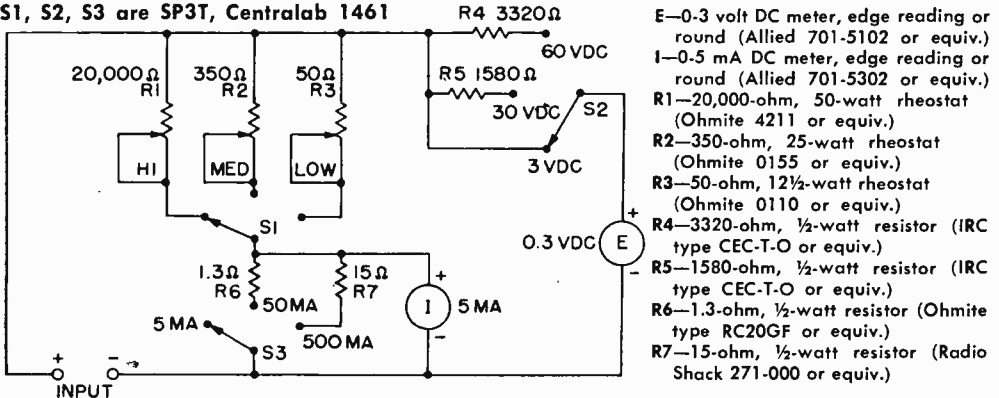 S1, S2, S3 are SP3T, Centralab 1461
R4 3320Ω
60 VDC
20,000Ω
R1
350Ω
R2
50Ω
R3
R5 1580Ω
30 VDC
S2
3 VDC
HI
MED
LOW
S1
1.3Ω
R6
15Ω
R7
50MA
5 MA
500MA
S3
+
I
-
5 MA
+
0.3 VDC
E
-
+
-
INPUT
E—0-3 volt DC meter, edge reading or
round (Allied 701-5102 or equiv.)
I—0-5 mA DC meter, edge reading or
round (Allied 701-5302 or equiv.)
R1—20,000-ohm, 50-watt rheostat
(Ohmite 4211 or equiv.)
R2—350-ohm, 25-watt rheostat
(Ohmite 0155 or equiv.)
R3—50-ohm, 12½-watt rheostat
(Ohmite 0110 or equiv.)
R4—3320-ohm, ½-watt resistor (IRC
type CEC-T-O or equiv.)
R5—1580-ohm, ½-watt resistor (IRC
type CEC-T-O or equiv.)
R6—1.3-ohm, ½-watt resistor (Ohmite
type RC20GF or equiv.)
R7—15-ohm, ½-watt resistor (Radio
Shack 271-000 or equiv.)